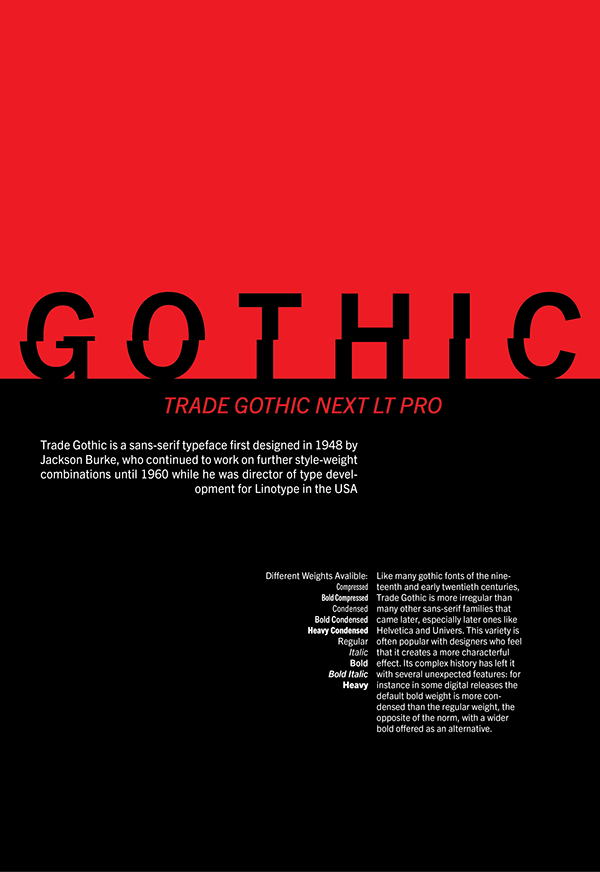 GOTHIC
TRADE GOTHIC NEXT LT PRO
Trade Gothic is a sans-serif typeface first designed in 1948 by
Jackson Burke, who continued to work on further style-weight
combinations until 1960 while he was director of type devel-
opment for Linotype in the USA
Different Weights Avalible:
Compressed
Bold Compressed
Condensed
Bold Condensed
Heavy Condensed
Regular
Italic
Bold
Bold Italic
Heavy
Like many gothic fonts of the nine-
teenth and early twentieth centuries,
Trade Gothic is more irregular than
many other sans-serif families that
came later, especially later ones like
Helvetica and Univers. This variety is
often popular with designers who feel
that it creates a more characterful
effect. Its complex history has left it
with several unexpected features: for
instance in some digital releases the
default bold weight is more con-
densed than the regular weight, the
opposite of the norm, with a wider
bold offered as an alternative.